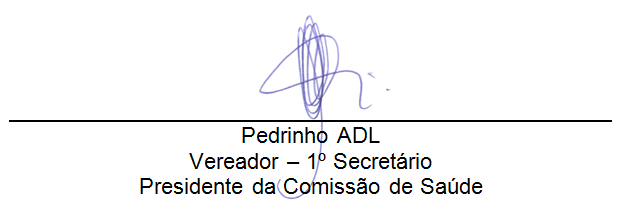 Pedrinho ADL
Vereador – 1º Secretário
Presidente da Comissão de Saúde